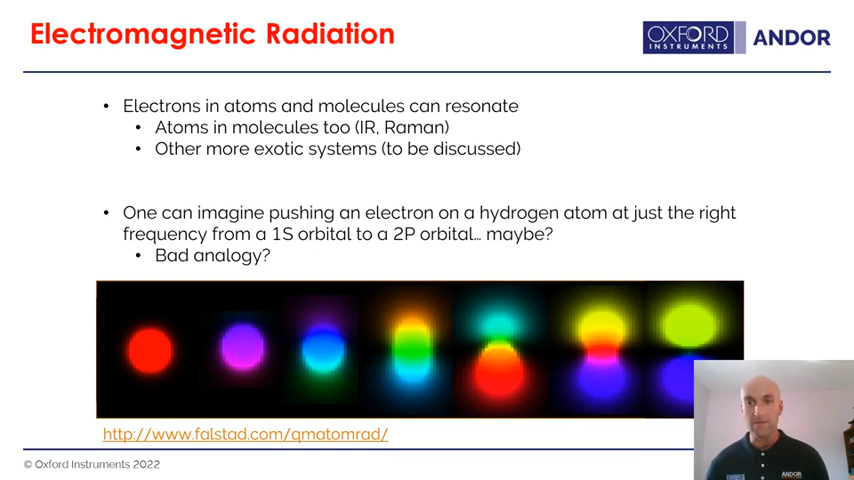 Electromagnetic Radiation
OXFORD
INSTRUMENTS
ANDOR
• Electrons in atoms and molecules can resonate
• Atoms in molecules too (IR, Raman)
• Other more exotic systems (to be discussed)
• One can imagine pushing an electron on a hydrogen atom at just the right
frequency from a 1S orbital to a 2P orbital… maybe?
• Bad analogy?
http://www.falstad.com/qmatomrad/
© Oxford Instruments 2022
ANDOR